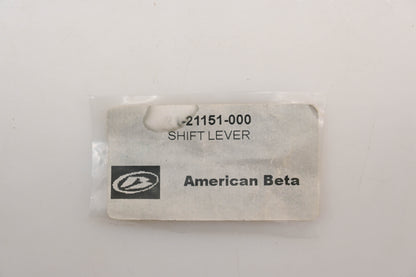 -21151-000
SHIFT LEVER
American Beta